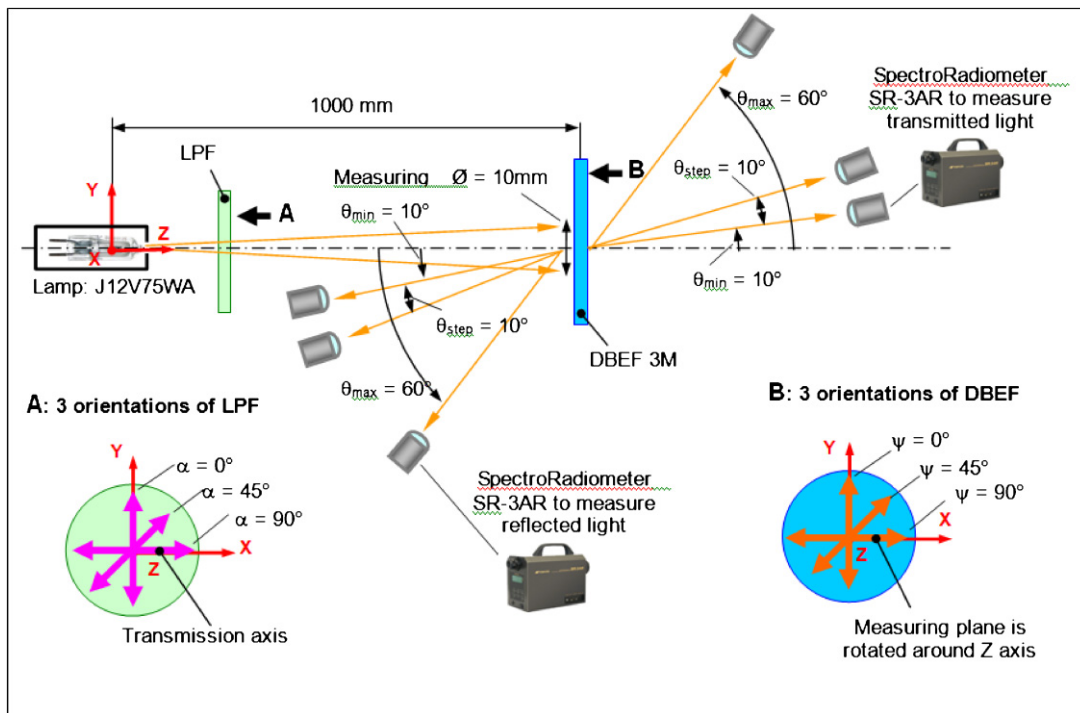 SpectroRadiometer
SR-3AR to measure
transmitted light
θmax = 60°
1000 mm
LPF
B
Measuring Ø = 10mm
θstep = 10°
Y
A
θmin = 10°
Z
X
Lamp: J12V75WA
θmin = 10°
θstep = 10°
DBEF 3M
θmax = 60°
A: 3 orientations of LPF
B: 3 orientations of DBEF
Y
α = 0°
α = 45°
α = 90°
X
Z
Transmission axis
SpectroRadiometer
SR-3AR to measure
reflected light
Y
ψ = 0°
ψ = 45°
ψ = 90°
X
Z
Measuring plane is
rotated around Z axis